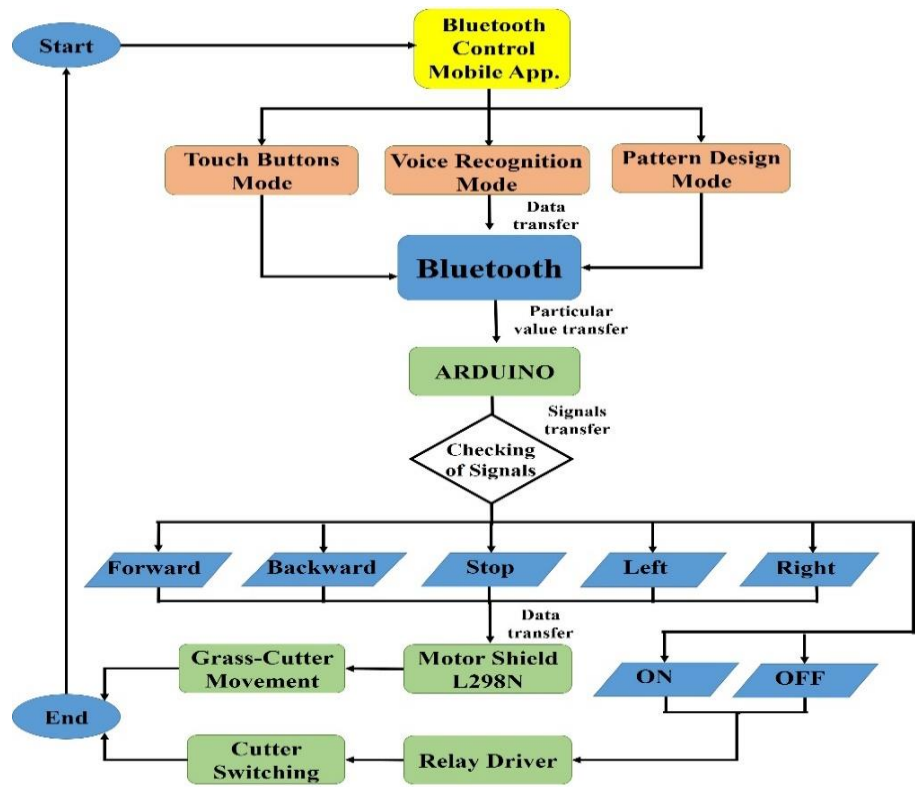 Start
Bluetooth
Control
Mobile App.
Touch Buttons
Mode
Voice Recognition
Mode
Pattern Design
Mode
Data
transfer
Bluetooth
Particular
value transfer
ARDUINO
Signals
transfer
Checking
of Signals
Forward
Backward
Stop
Left
Right
Data
transfer
Grass-Cutter
Movement
Motor Shield
L298N
ON
OFF
End
Cutter
Switching
Relay Driver